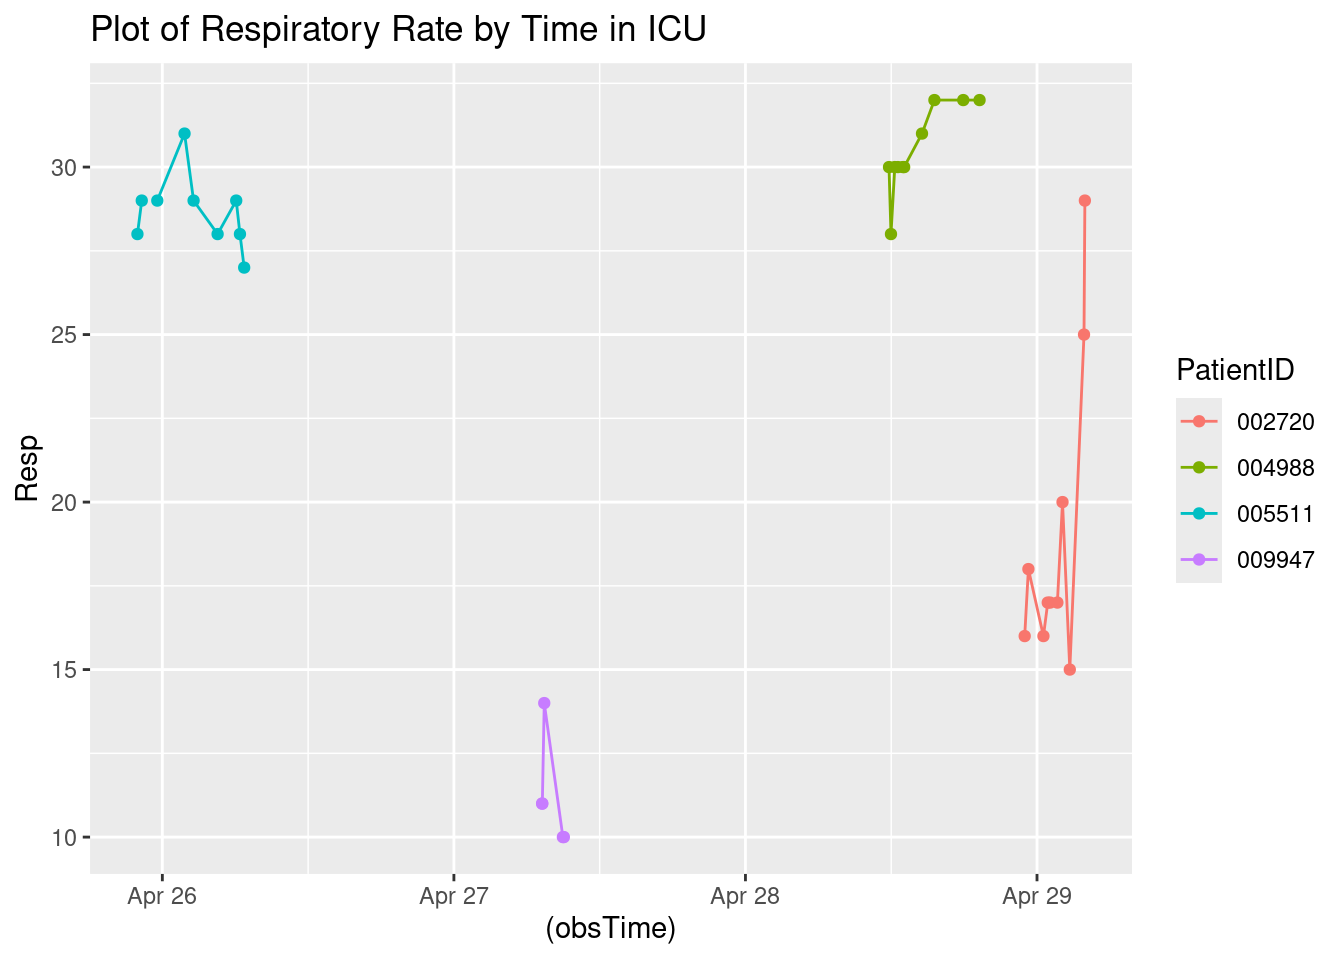 Plot of Respiratory Rate by Time in ICU
Resp
30
25
20
15
10
Apr 26
Apr 27
Apr 28
Apr 29
(obsTime)
PatientID
002720
004988
005511
009947